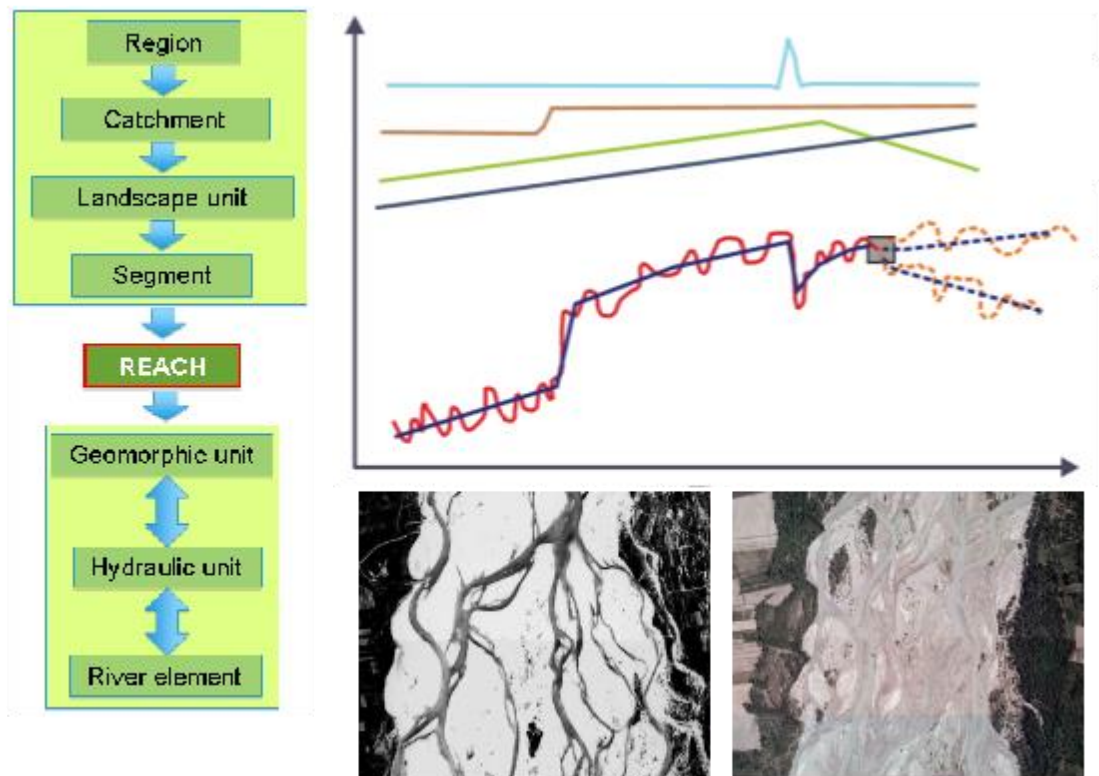 Region
Catchment
Landscape unit
Segment
REACH
Geomorphic unit
Hydraulic unit
River element